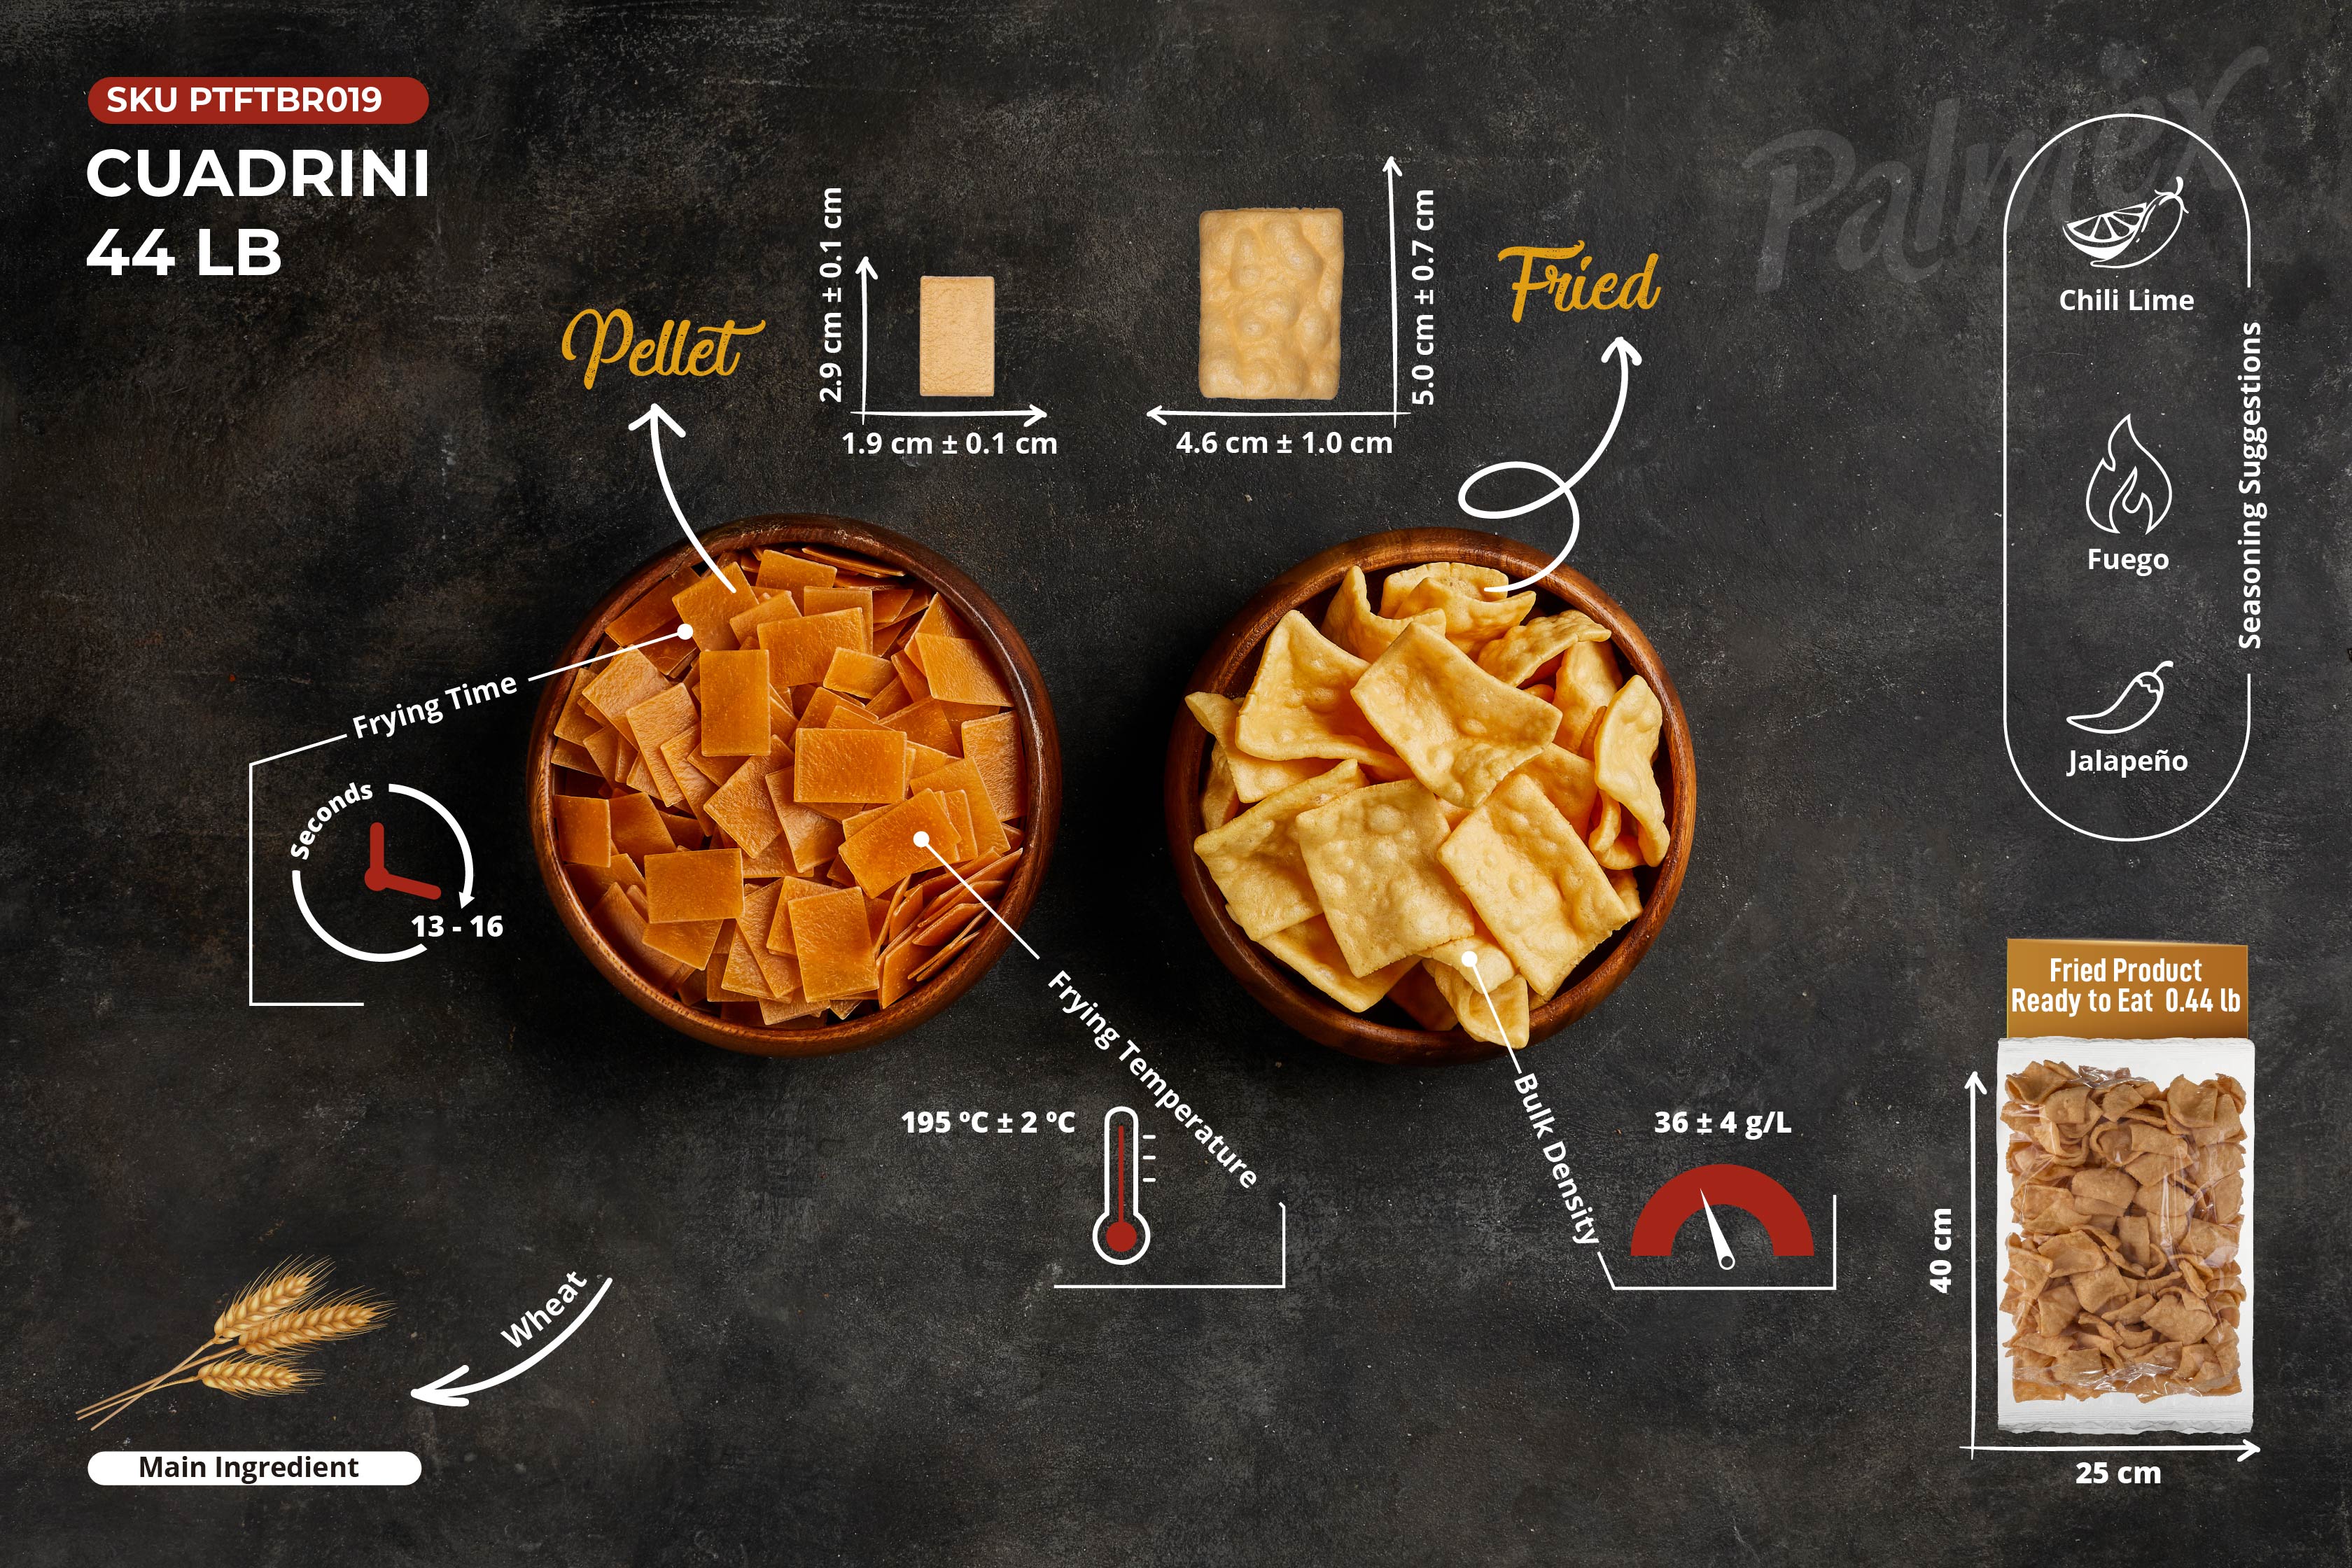 SKU PTFTBR019
CUADRINI
44 LB
Palmex
Pellet
2.9 cm ± 0.1 cm
1.9 cm ± 0.1 cm
Fried
5.0 cm ± 0.7 cm
4.6 cm ± 1.0 cm
Chili Lime
Fuego
Jalapeño
Seasoning Suggestions
Frying Time
Seconds
13 - 16
Frying Temperature
195 ºC ± 2 ºC
Bulk Density
36 ± 4 g/L
Fried Product
Ready to Eat 0.44 lb
40 cm
25 cm
Wheat
Main Ingredient